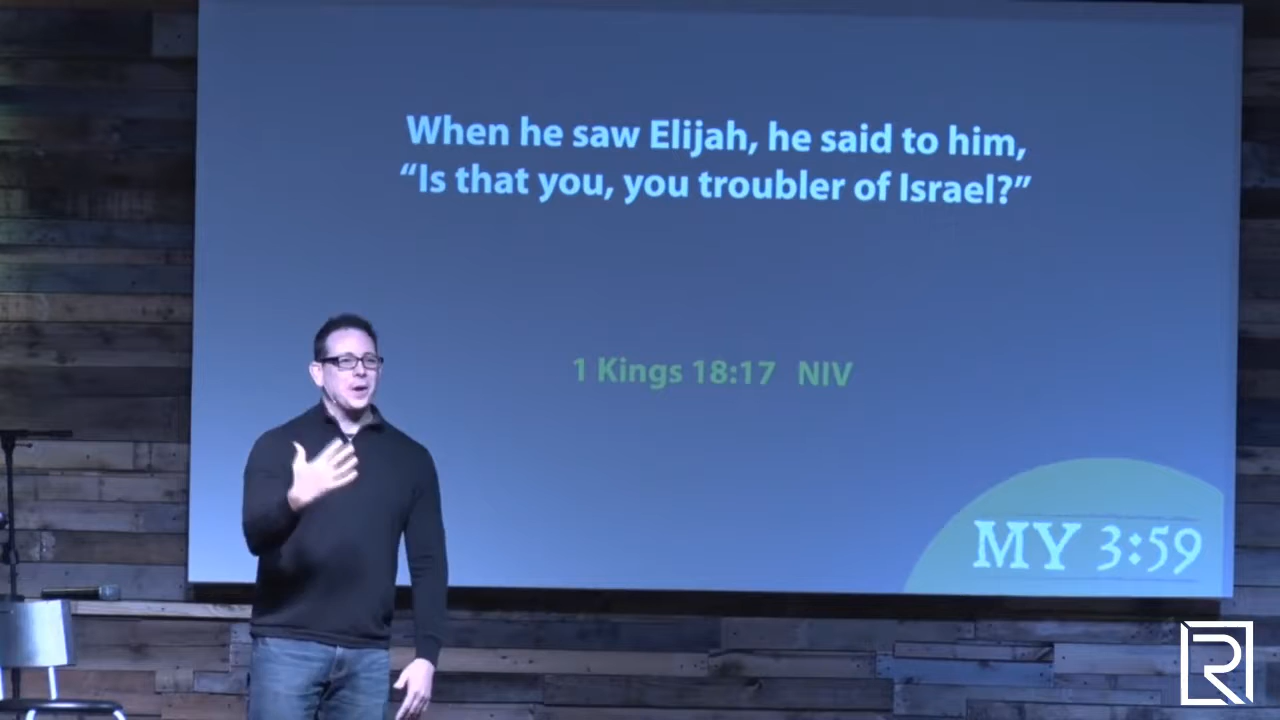 When he saw Elijah, he said to him,
“Is that you, you troubler of Israel?”
1 Kings 18:17 NIV
MY 3:59
R